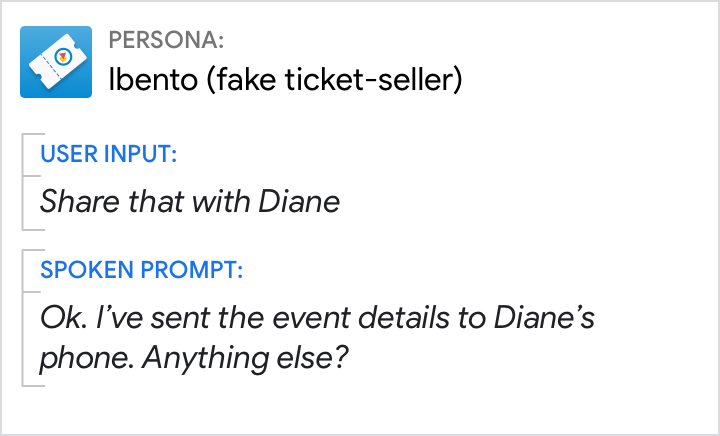 PERSONA:
Ibento (fake ticket-seller)
USER INPUT:
Share that with Diane
SPOKEN PROMPT:
Ok. I’ve sent the event details to Diane’s
phone. Anything else?